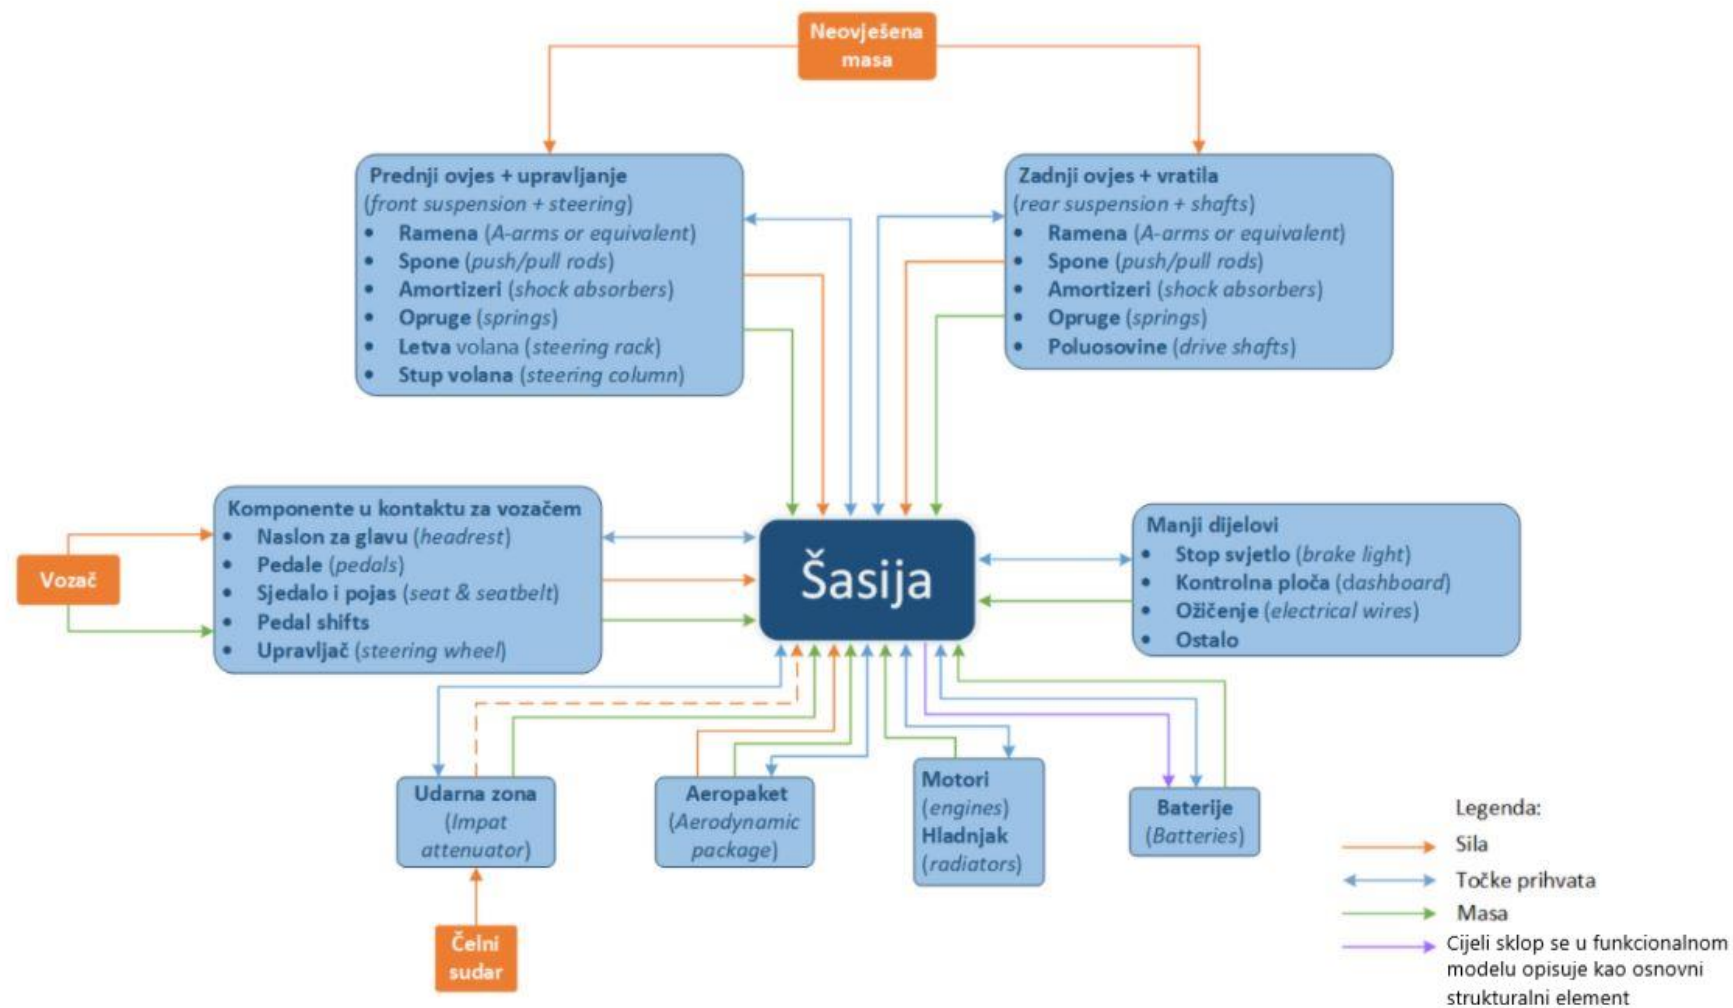 Neovješena
masa
Prednji ovjes + upravljanje
(front suspension + steering)
• Ramena (A-arms or equivalent)
• Spone (push/pull rods)
• Amortizeri (shock absorbers)
• Opruge (springs)
• Letva volana (steering rack)
• Stup volana (steering column)
Zadnji ovjes + vratila
(rear suspension + shafts)
• Ramena (A-arms or equivalent)
• Spone (push/pull rods)
• Amortizeri (shock absorbers)
• Opruge (springs)
• Poluosovine (drive shafts)
Vozač
Komponente u kontaktu za vozačem
• Naslon za glavu (headrest)
• Pedale (pedals)
• Sjedalo i pojas (seat & seatbelt)
• Pedal shifts
• Upravljač (steering wheel)
Šasija
Manji dijelovi
• Stop svjetlo (brake light)
• Kontrolna ploča (dashboard)
• Ožičenje (electrical wires)
• Ostalo
Udarna zona
(Impat
attenuator)
Aeropaket
(Aerodynamic
package)
Motori
(engines)
Hladnjak
(radiators)
Baterije
(Batteries)
Čelni
sudar
Legenda:
Sila
Točke prihvata
Masa
Cijeli sklop se u funkcionalnom
modelu opisuje kao osnovni
strukturalni element